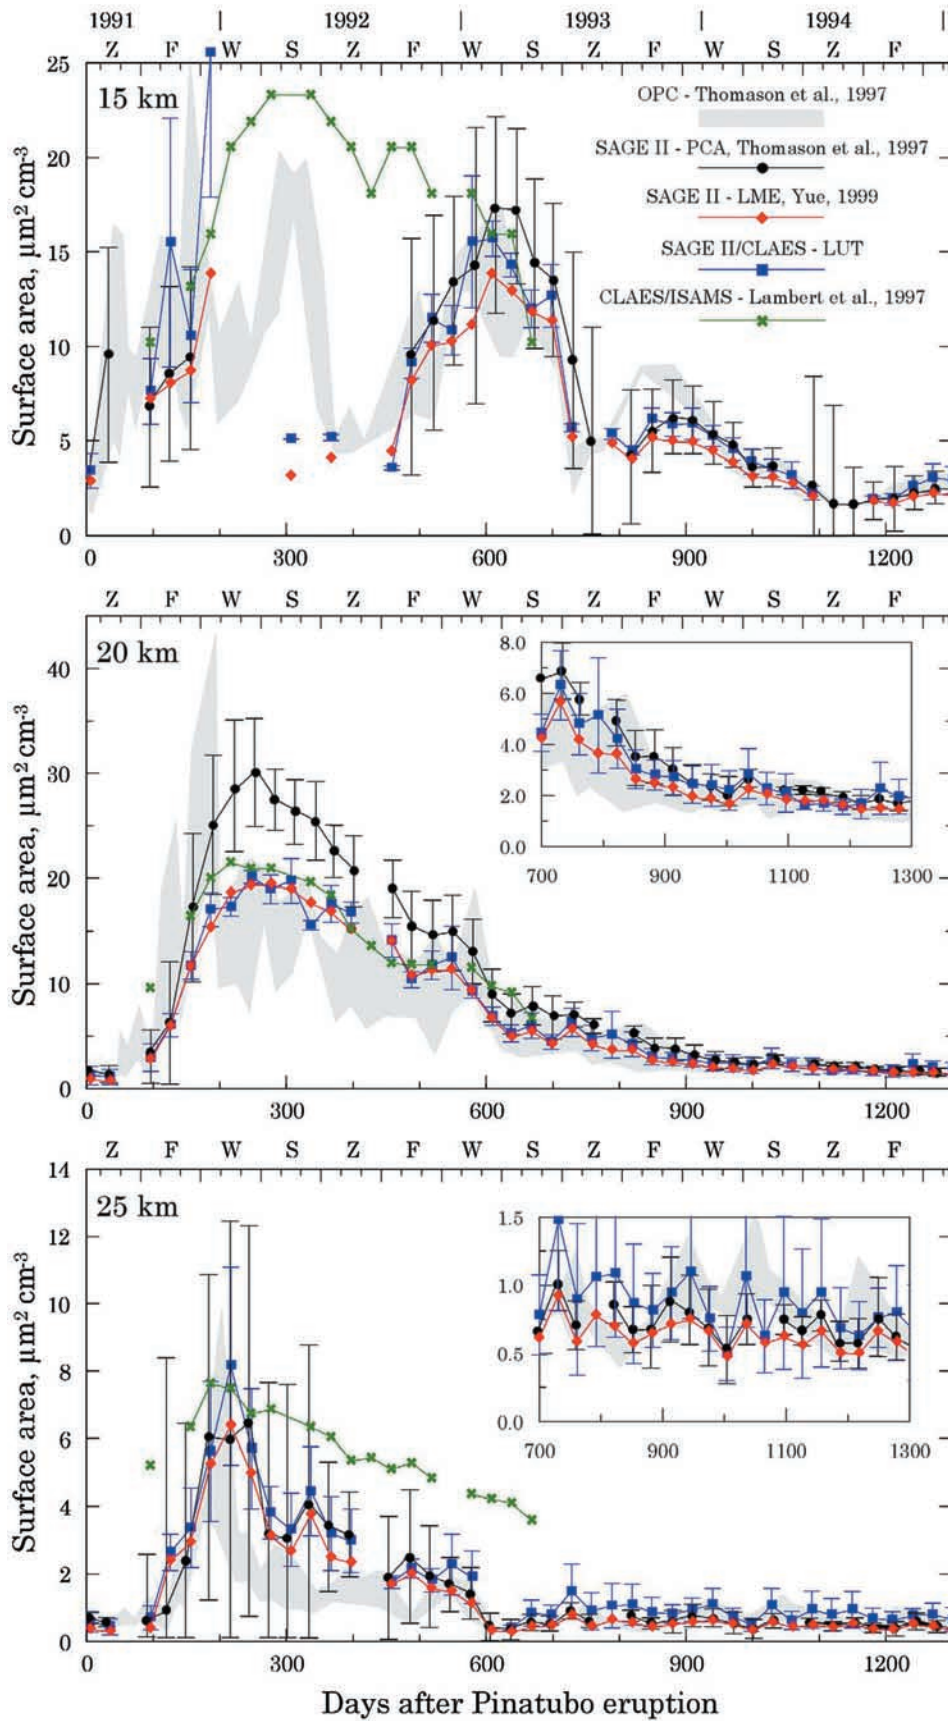 1991 1992 1993 1994
Z F W S Z F W S Z F W S Z F
15 km
Surface area, μm² cm⁻³
25
20
15
10
5
0
OPC - Thomason et al., 1997
SAGE II - PCA, Thomason et al., 1997
SAGE II - LME, Yue, 1999
SAGE II/CLAES - LUT
CLAES/ISAMS - Lambert et al., 1997
0 300 600 900 1200
Z F W S Z F W S Z F W S Z F
20 km
Surface area, μm² cm⁻³
40
30
20
10
0
8.0
6.0
4.0
2.0
0.0
700 900 1100 1300
0 300 600 900 1200
Z F W S Z F W S Z F W S Z F
25 km
Surface area, μm² cm⁻³
14
12
10
8
6
4
2
0
1.5
1.0
0.5
0.0
700 900 1100 1300
0 300 600 900 1200
Days after Pinatubo eruption